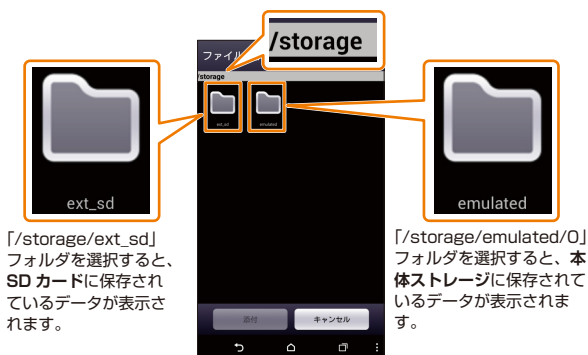 /storage
ファイル
/storage
ext_sd
emulated
添付
キャンセル
ext_sd
「/storage/ext_sd」
フォルダを選択すると、
SD カードに保存され
ているデータが表示さ
れます。
emulated
「/storage/emulated/0」
フォルダを選択すると、本
体ストレージに保存されて
いるデータが表示されま
す。